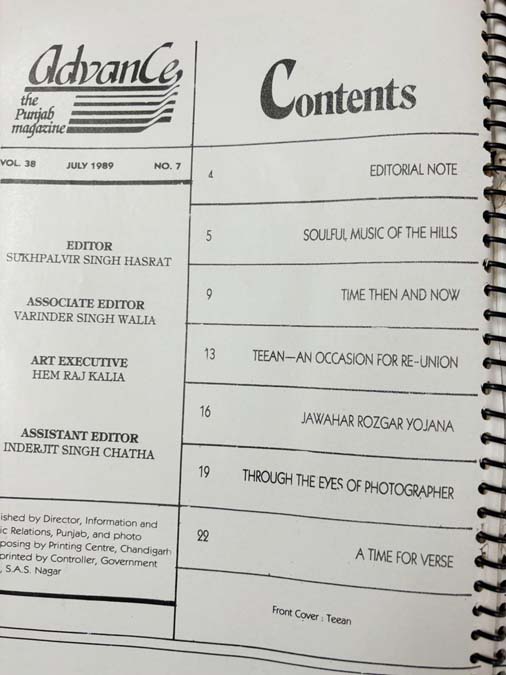 Advance,
the
Punjab
magazine
VOL. 38 JULY 1989 NO. 7
EDITOR
SUKHPALVIR SINGH HASRAT
ASSOCIATE EDITOR
VARINDER SINGH WALIA
ART EXECUTIVE
HEM RAJ KALIA
ASSISTANT EDITOR
INDERJIT SINGH CHATHA
ished by Director, Information and
ic Relations, Punjab, and photo
posing by Printing Centre, Chandigarh
printed by Controller, Government
, S.A.S. Nagar
Contents
4 EDITORIAL NOTE
5 SOULFUL MUSIC OF THE HILLS
9 TIME THEN AND NOW
13 TEEAN—AN OCCASION FOR RE-UNION
16 JAWAHAR ROZGAR YOJANA
19 THROUGH THE EYES OF PHOTOGRAPHER
22 A TIME FOR VERSE
Front Cover : Teean